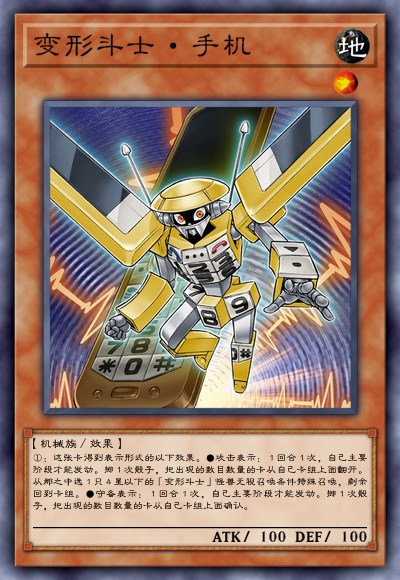 变形斗士·手机
地
7 8 9
7 8
* 0 #
【机械族/效果】
①：这张卡得到表示形式的以下效果。●攻击表示：1回合1次，自己主要
阶段才能发动。掷1次骰子，把出现的数目数量的卡从自己卡组上面翻开。
从那之中选1只4星以下的「变形斗士」怪兽无视召唤条件特殊召唤，剩余
回到卡组。●守备表示：1回合1次，自己主要阶段才能发动。掷1次骰
子，把出现的数目数量的卡从自己卡组上面确认。
ATK/ 100 DEF/ 100